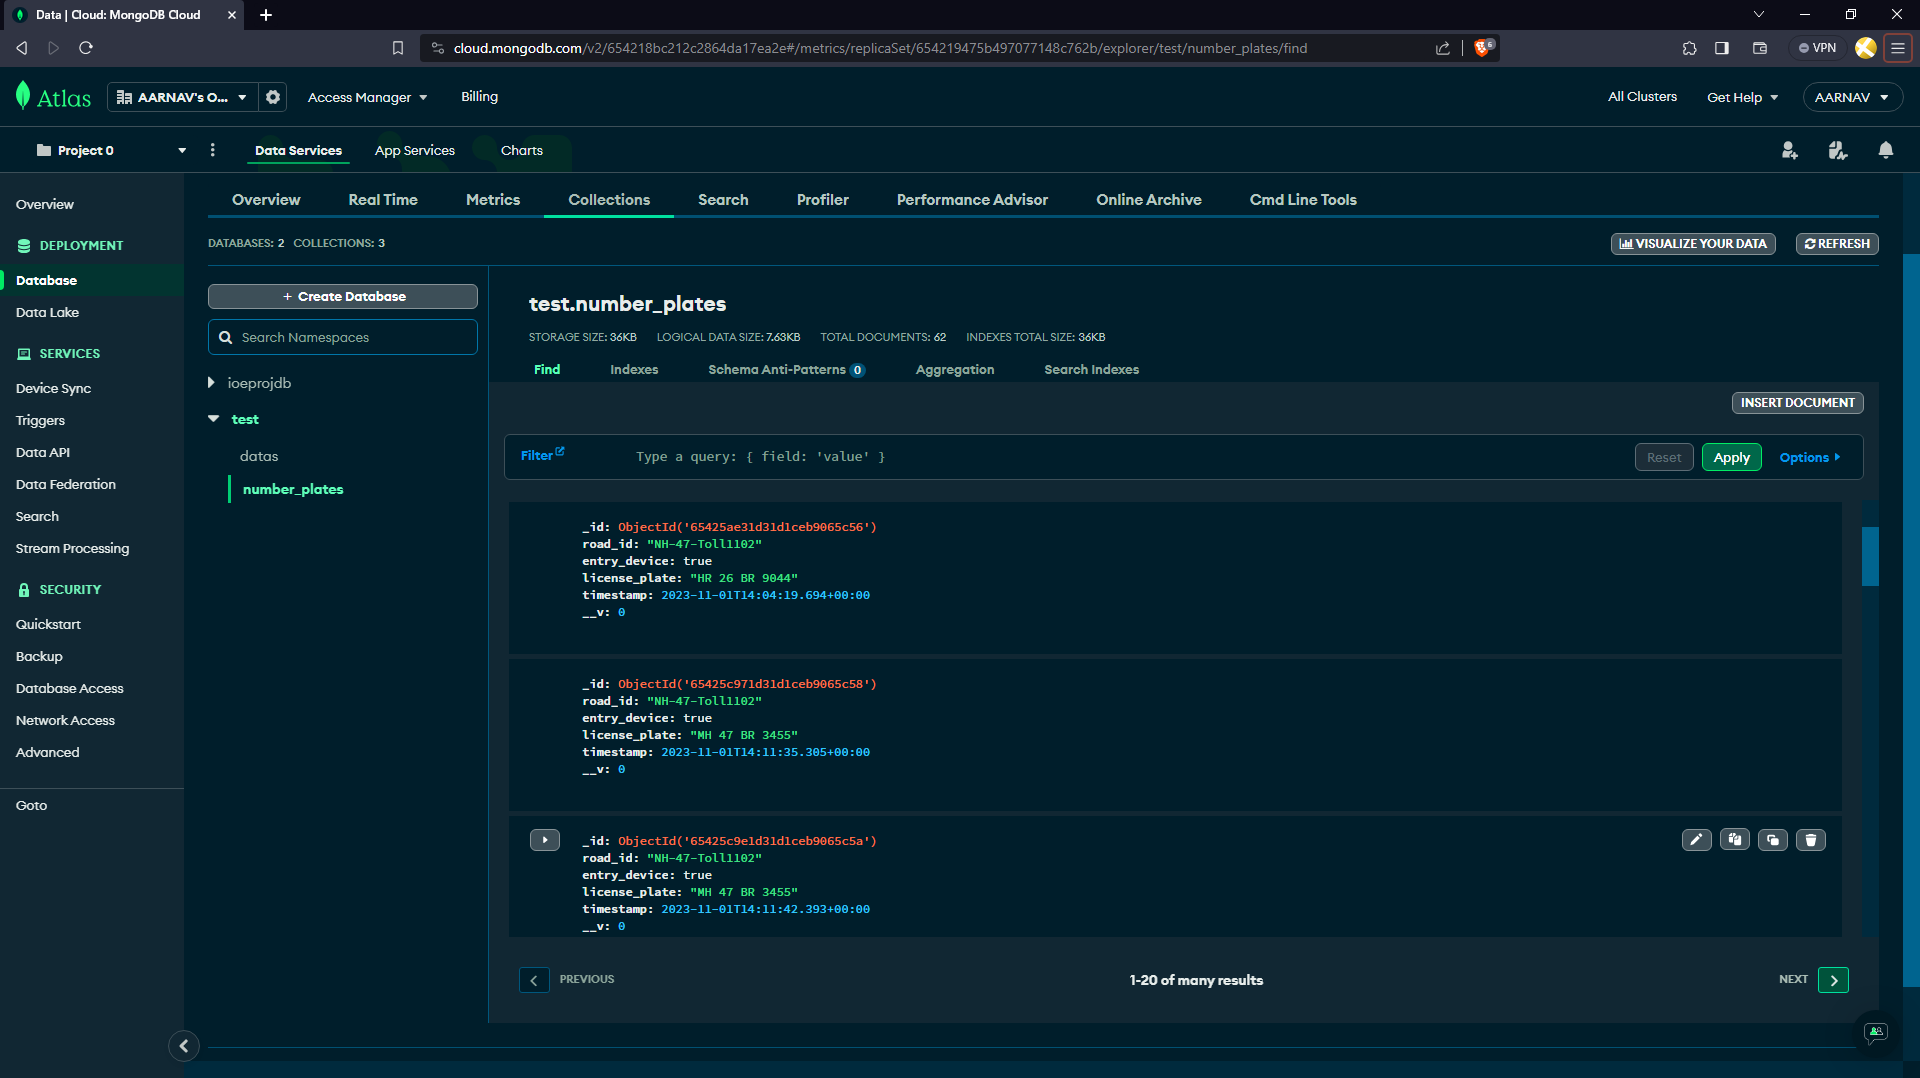 Data | Cloud: MongoDB Cloud
cloud.mongodb.com/v2/654218bc212c2864da17ea2e#/metrics/replicaSet/654219475b497077148c762b/explorer/test/number_plates/find
6
VPN
Atlas
AARNAV's O...
Access Manager
Billing
All Clusters
Get Help
AARNAV
Project 0
Data Services
App Services
Charts
Overview
DEPLOYMENT
Database
Data Lake
SERVICES
Device Sync
Triggers
Data API
Data Federation
Search
Stream Processing
SECURITY
Quickstart
Backup
Database Access
Network Access
Advanced
Goto
Overview
Real Time
Metrics
Collections
Search
Profiler
Performance Advisor
Online Archive
Cmd Line Tools
DATABASES: 2 COLLECTIONS: 3
VISUALIZE YOUR DATA
REFRESH
+ Create Database
Search Namespaces
ioeprojdb
test
datas
number_plates
test.number_plates
STORAGE SIZE: 36KB LOGICAL DATA SIZE: 7.63KB TOTAL DOCUMENTS: 62 INDEXES TOTAL SIZE: 36KB
Find
Indexes
Schema Anti-Patterns 0
Aggregation
Search Indexes
INSERT DOCUMENT
Filter
Type a query: { field: 'value' }
Reset
Apply
Options
_id: ObjectId('65425ae31d31d1ceb9065c56')
road_id: "NH-47-Toll1102"
entry_device: true
license_plate: "HR 26 BR 9044"
timestamp: 2023-11-01T14:04:19.694+00:00
__v: 0
_id: ObjectId('65425c971d31d1ceb9065c58')
road_id: "NH-47-Toll1102"
entry_device: true
license_plate: "MH 47 BR 3455"
timestamp: 2023-11-01T14:11:35.305+00:00
__v: 0
_id: ObjectId('65425c9e1d31d1ceb9065c5a')
road_id: "NH-47-Toll1102"
entry_device: true
license_plate: "MH 47 BR 3455"
timestamp: 2023-11-01T14:11:42.393+00:00
__v: 0
PREVIOUS
1-20 of many results
NEXT